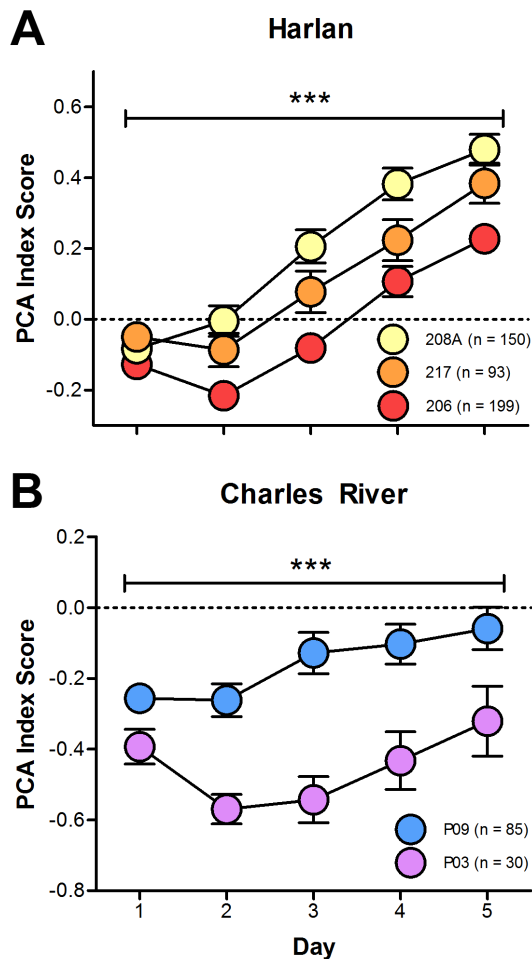 A
Harlan
PCA Index Score
0.6
0.4
0.2
0.0
-0.2
***
208A (n = 150)
217 (n = 93)
206 (n = 199)
B
Charles River
PCA Index Score
0.2
0.0
-0.2
-0.4
-0.6
-0.8
***
P09 (n = 85)
P03 (n = 30)
1 2 3 4 5
Day